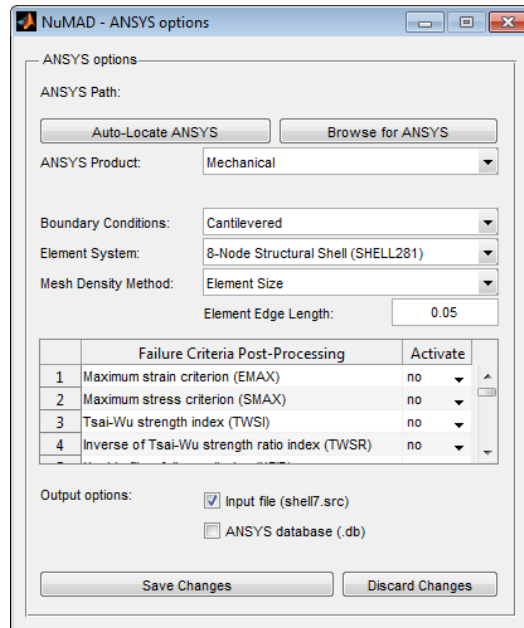 NuMAD - ANSYS options
ANSYS options
ANSYS Path:
Auto-Locate ANSYS Browse for ANSYS
ANSYS Product: Mechanical
Boundary Conditions: Cantilevered
Element System: 8-Node Structural Shell (SHELL281)
Mesh Density Method: Element Size
Element Edge Length: 0.05
Failure Criteria Post-Processing Activate
1 Maximum strain criterion (EMAX) no
2 Maximum stress criterion (SMAX) no
3 Tsai-Wu strength index (TWSI) no
4 Inverse of Tsai-Wu strength ratio index (TWSR) no
Output options: Input file (shell7.src)
ANSYS database (.db)
Save Changes Discard Changes